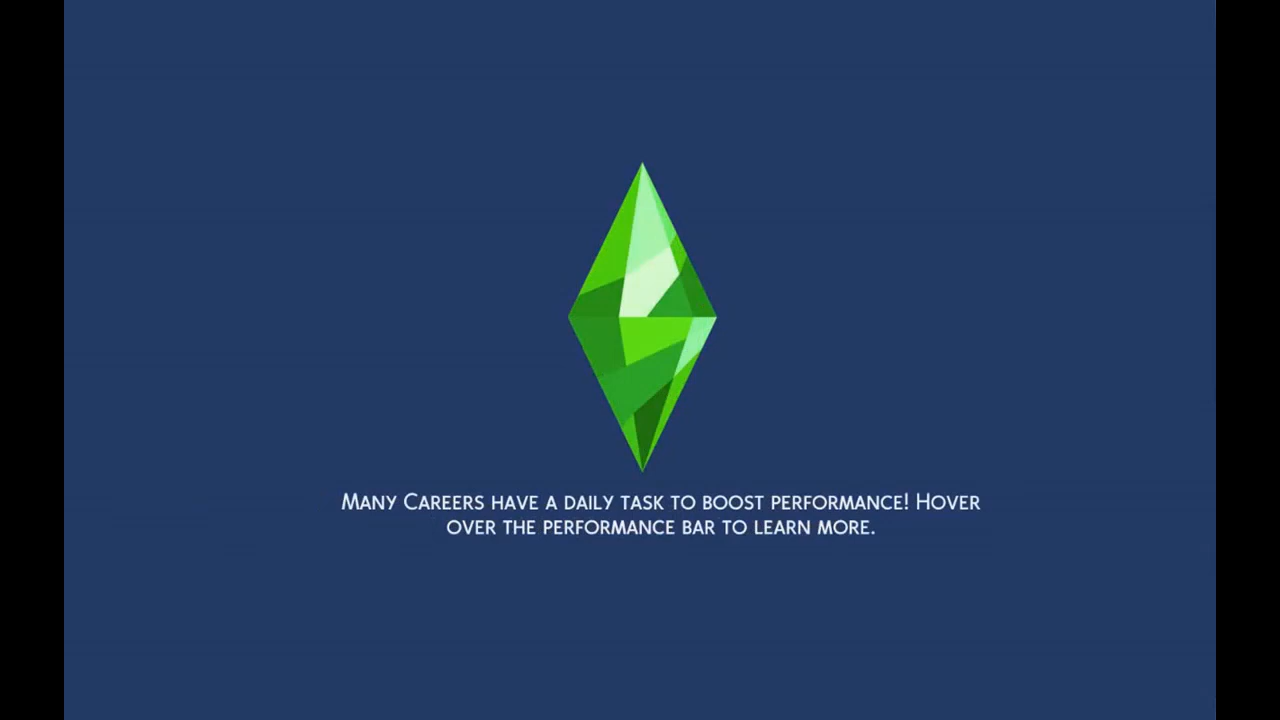 Many Careers have a daily task to boost performance! Hover
over the performance bar to learn more.